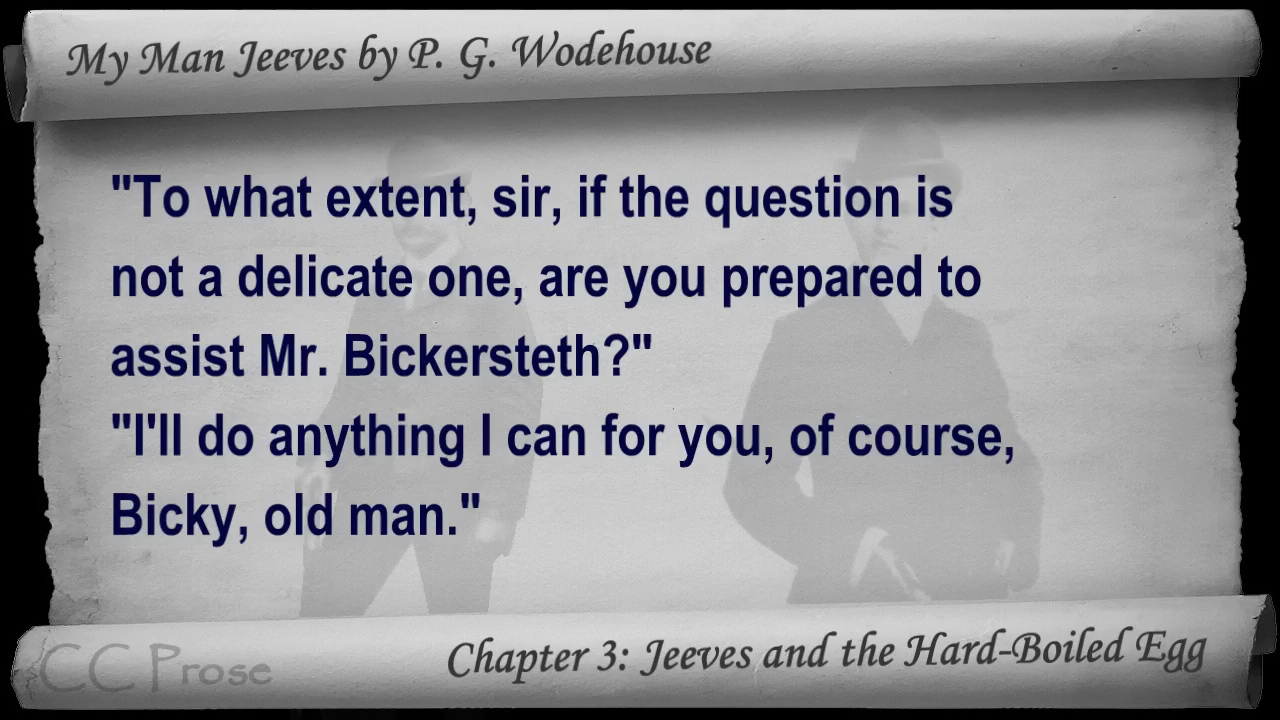 My Man Jeeves by P. G. Wodehouse
"To what extent, sir, if the question is
not a delicate one, are you prepared to
assist Mr. Bickersteth?"
"I'll do anything I can for you, of course,
Bicky, old man."
CC Prose
Chapter 3: Jeeves and the Hard-Boiled Egg